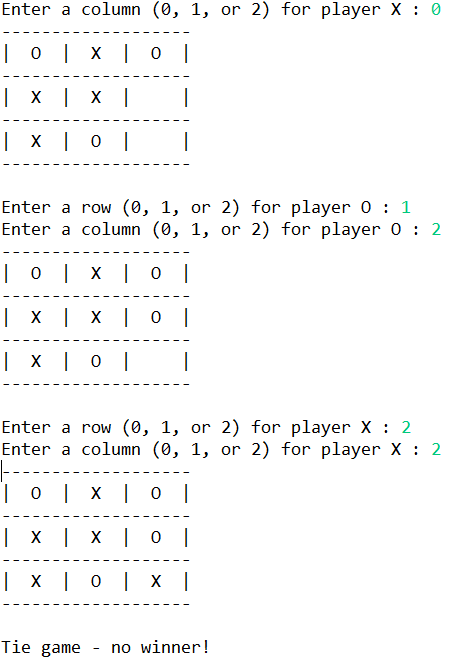 Enter a column (0, 1, or 2) for player X : 0
-------------------
|  O  |  X  |  O  |
-------------------
|  X  |  X  |     |
-------------------
|  X  |  O  |     |
-------------------

Enter a row (0, 1, or 2) for player O : 1
Enter a column (0, 1, or 2) for player O : 2
-------------------
|  O  |  X  |  O  |
-------------------
|  X  |  X  |  O  |
-------------------
|  X  |  O  |     |
-------------------

Enter a row (0, 1, or 2) for player X : 2
Enter a column (0, 1, or 2) for player X : 2
-------------------
|  O  |  X  |  O  |
-------------------
|  X  |  X  |  O  |
-------------------
|  X  |  O  |  X  |
-------------------

Tie game - no winner!